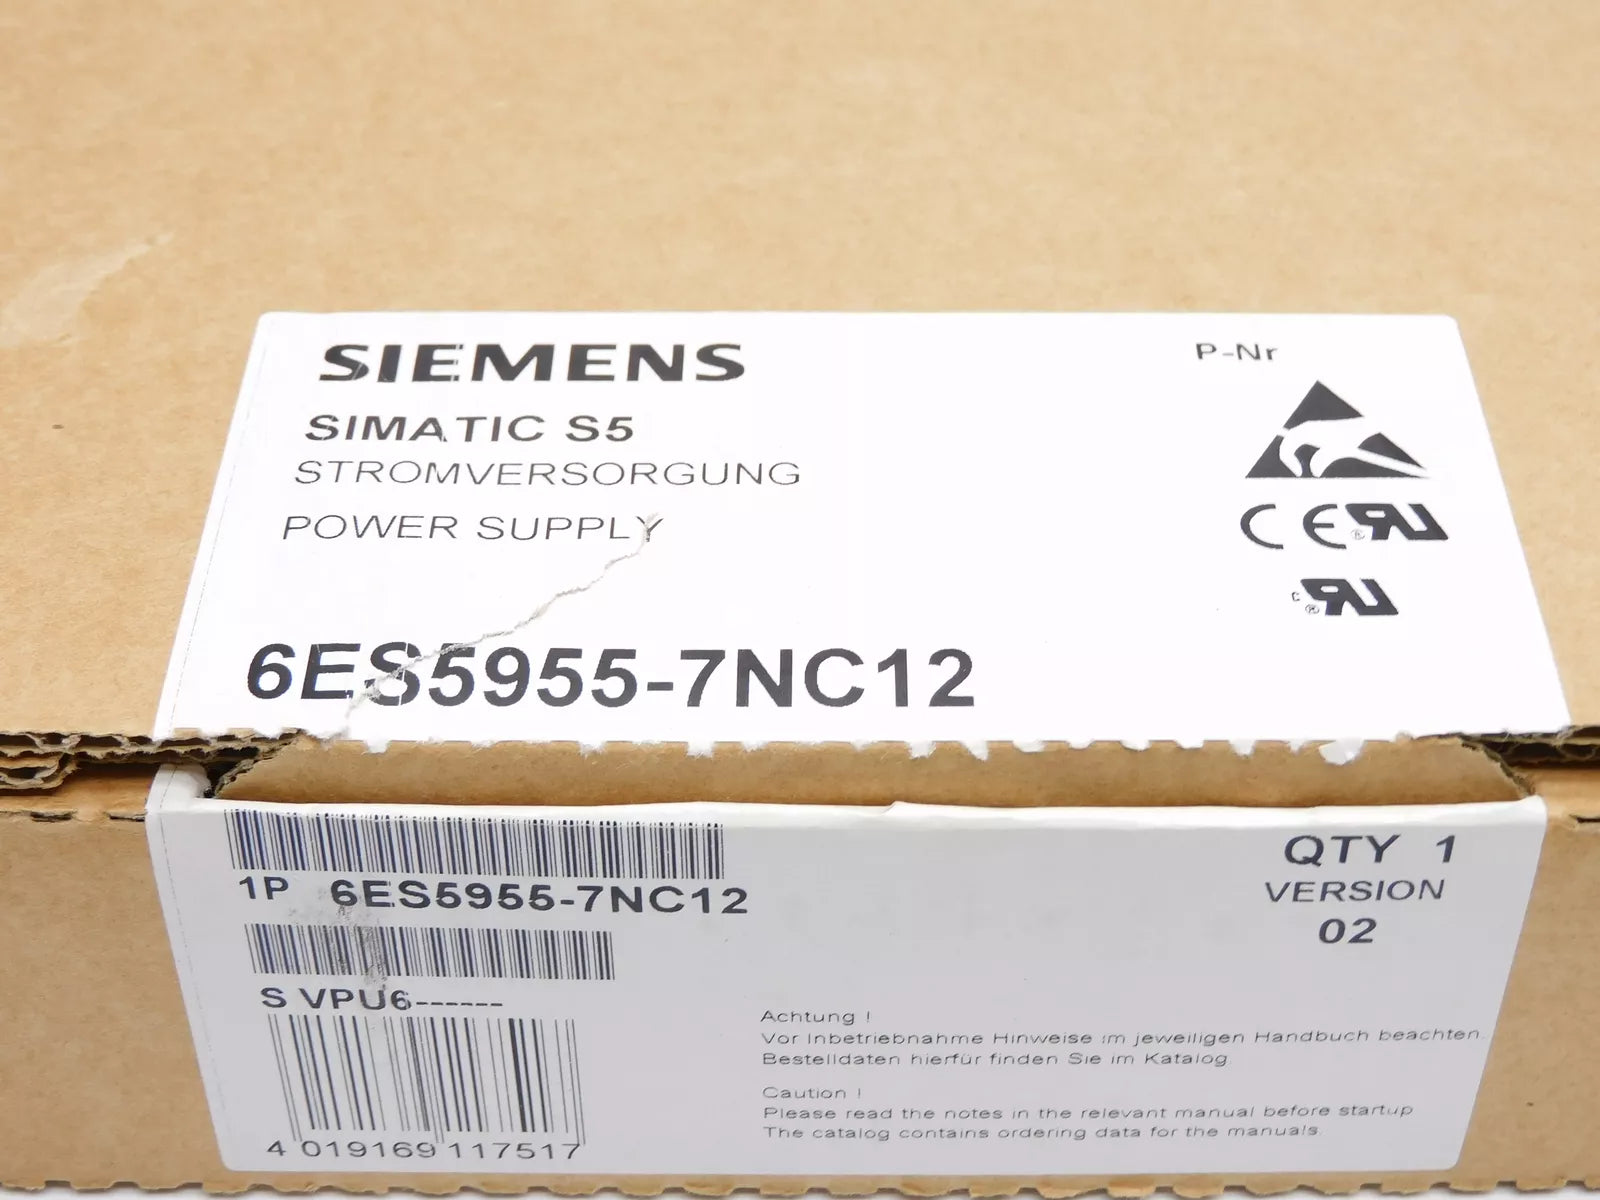 SIEMENS
P-Nr
SIMATIC S5
STROMVERSORGUNG
POWER SUPPLY
CE
c
6ES5955-7NC12
QTY 1
1P 6ES5955-7NC12
VERSION
02
S VPU6------
Achtung !
Vor Inbetriebnahme Hinweise im jeweiligen Handbuch beachten.
Bestelldaten hierfür finden Sie im Katalog
Caution !
Please read the notes in the relevant manual before startup
The catalog contains ordering data for the manuals.
4 019169 117517